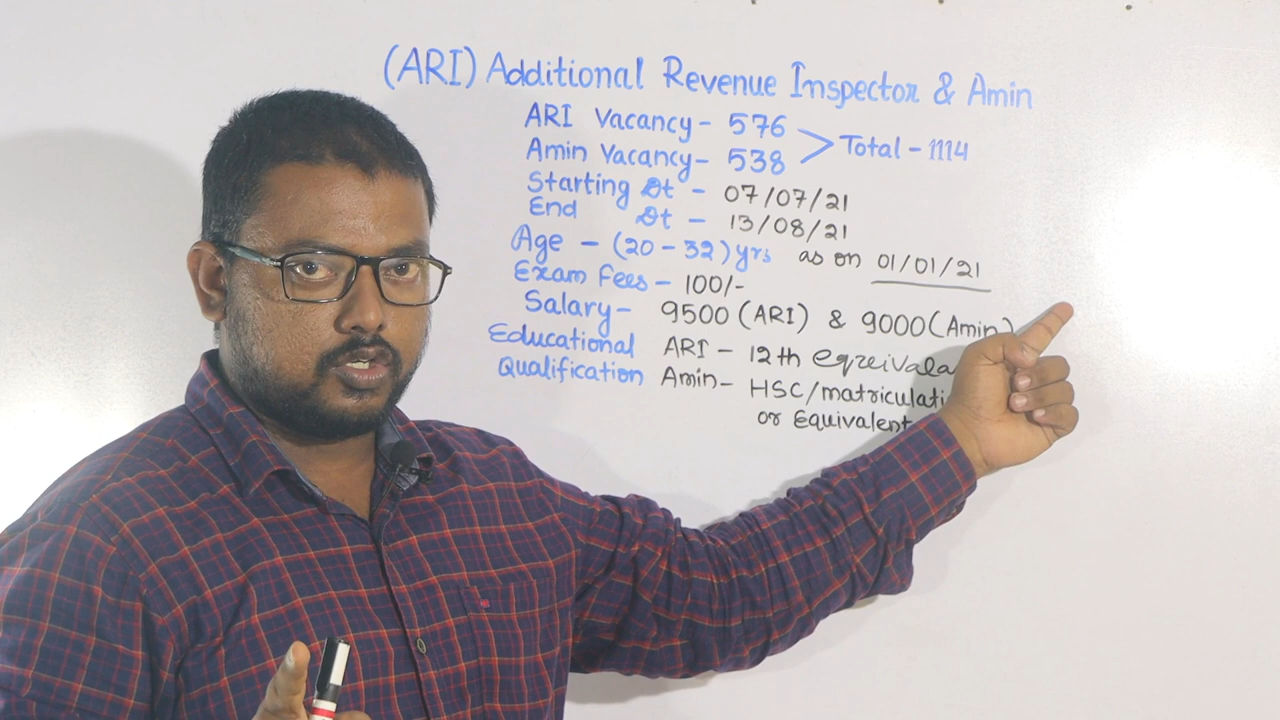 (ARI) Additional Revenue Inspector & Amin
ARI Vacancy - 576
Amin Vacancy - 538
> Total - 1114
Starting Dt - 07/07/21
End Dt - 13/08/21
Age - (20 - 32) yrs as on 01/01/21
Exam Fees - 100/-
Salary - 9500 (ARI) & 9000 (Amin)
Educational Qualification
ARI - 12th
Amin - HSC/
or Equivalent